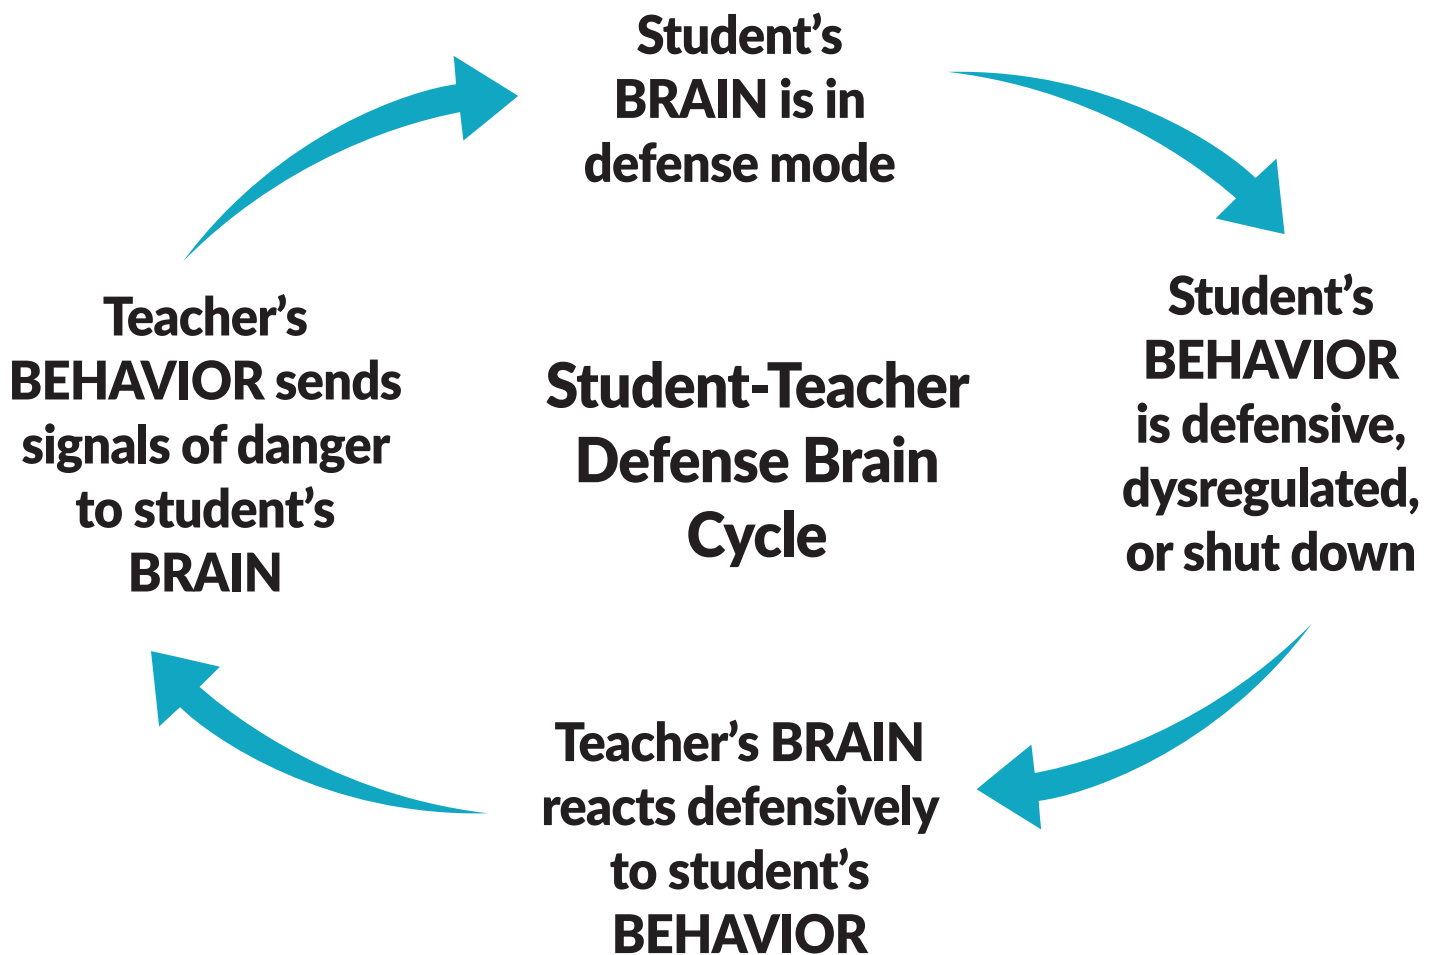 Student’s
BRAIN is in
defense mode
Student’s
BEHAVIOR
is defensive,
dysregulated,
or shut down
Teacher’s BRAIN
reacts defensively
to student’s
BEHAVIOR
Teacher’s
BEHAVIOR sends
signals of danger
to student’s
BRAIN
Student-Teacher
Defense Brain
Cycle